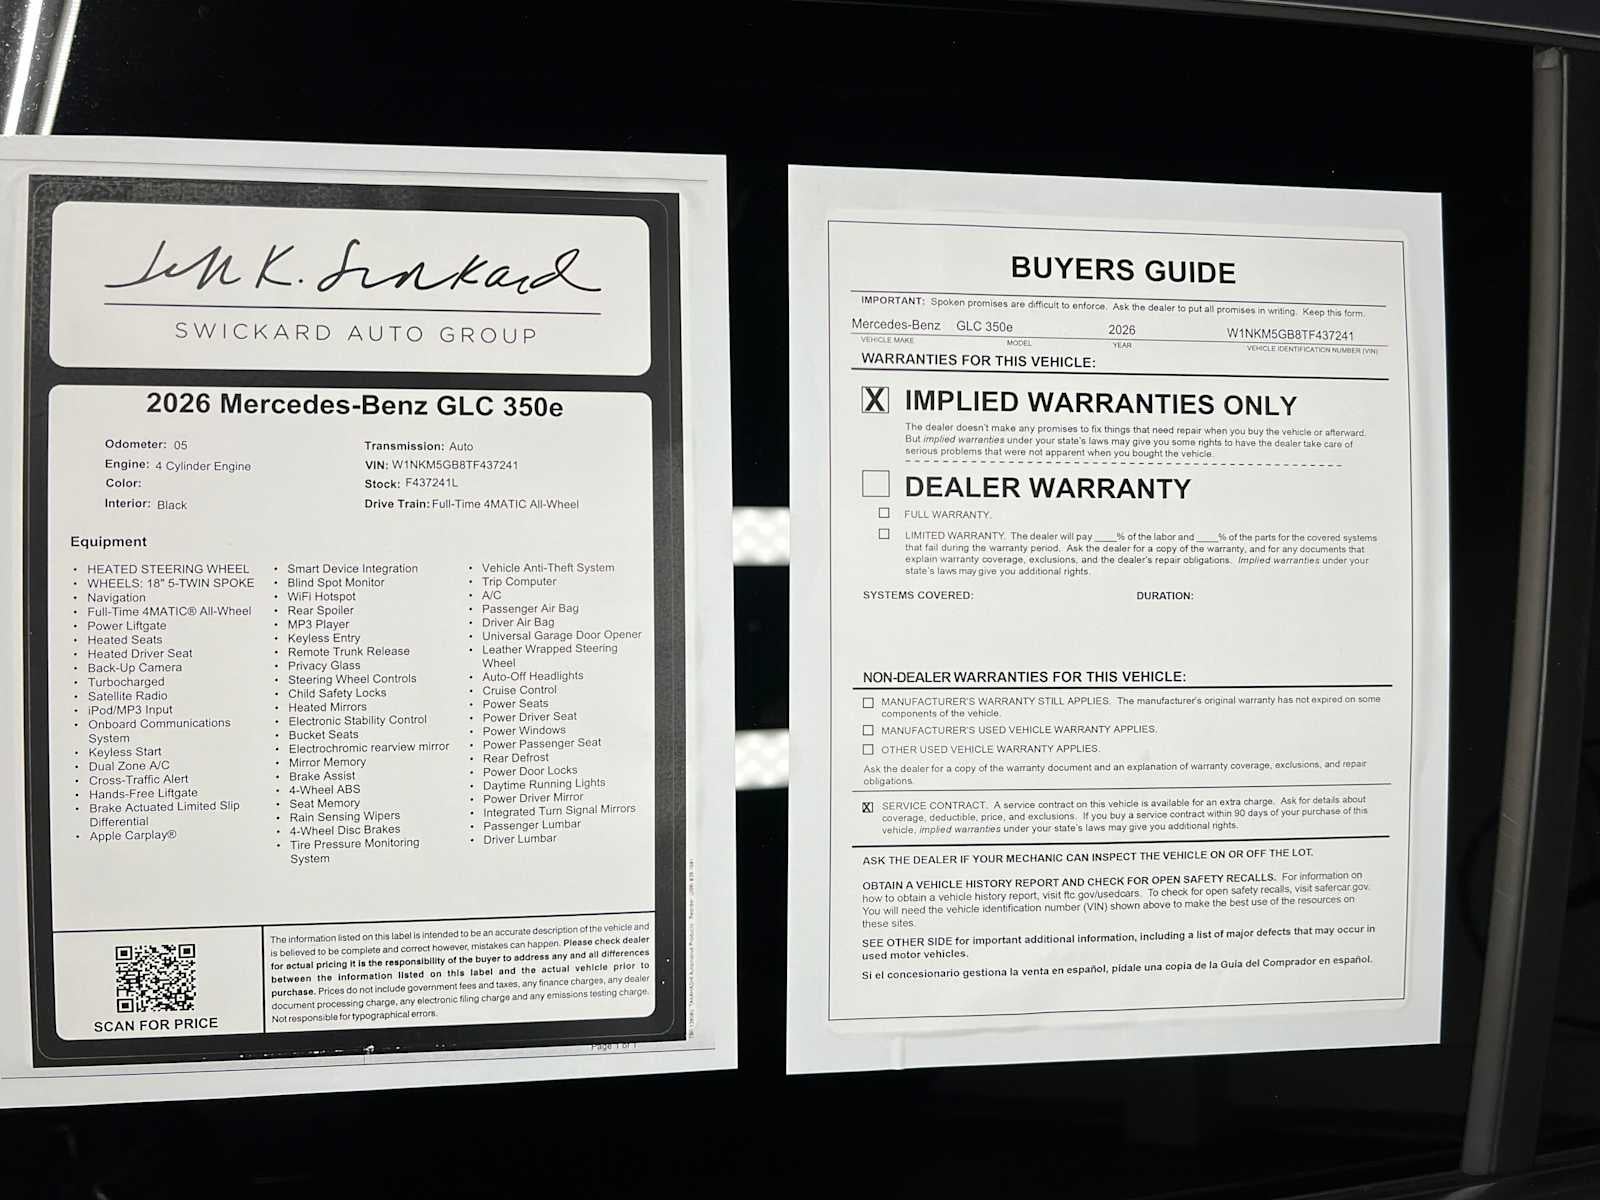 Jeff K. Swickard
SWICKARD AUTO GROUP
2026 Mercedes-Benz GLC 350e
Odometer: 05
Engine: 4 Cylinder Engine
Color:
Interior: Black
Transmission: Auto
VIN: W1NKM5GB8TF437241
Stock: F437241L
Drive Train: Full-Time 4MATIC All-Wheel
Equipment
• HEATED STEERING WHEEL
• WHEELS: 18" 5-TWIN SPOKE
• Navigation
• Full-Time 4MATIC® All-Wheel
• Power Liftgate
• Heated Seats
• Heated Driver Seat
• Back-Up Camera
• Turbocharged
• Satellite Radio
• iPod/MP3 Input
• Onboard Communications
System
• Keyless Start
• Dual Zone A/C
• Cross-Traffic Alert
• Hands-Free Liftgate
• Brake Actuated Limited Slip
Differential
• Apple Carplay®
• Smart Device Integration
• Blind Spot Monitor
• WiFi Hotspot
• Rear Spoiler
• MP3 Player
• Keyless Entry
• Remote Trunk Release
• Privacy Glass
• Steering Wheel Controls
• Child Safety Locks
• Heated Mirrors
• Electronic Stability Control
• Bucket Seats
• Electrochromic rearview mirror
• Mirror Memory
• Brake Assist
• 4-Wheel ABS
• Seat Memory
• Rain Sensing Wipers
• 4-Wheel Disc Brakes
• Tire Pressure Monitoring
System
• Vehicle Anti-Theft System
• Trip Computer
• A/C
• Passenger Air Bag
• Driver Air Bag
• Universal Garage Door Opener
• Leather Wrapped Steering
Wheel
• Auto-Off Headlights
• Cruise Control
• Power Seats
• Power Driver Seat
• Power Windows
• Power Passenger Seat
• Rear Defrost
• Power Door Locks
• Daytime Running Lights
• Power Driver Mirror
• Integrated Turn Signal Mirrors
• Passenger Lumbar
• Driver Lumbar
SCAN FOR PRICE
The information listed on this label is intended to be an accurate description of the vehicle and
is believed to be complete and correct however, mistakes can happen. Please check dealer
for actual pricing it is the responsibility of the buyer to address any and all differences
between the information listed on this label and the actual vehicle prior to
purchase. Prices do not include government fees and taxes, any finance charges, any dealer
document processing charge, any electronic filing charge and any emissions testing charge.
Not responsible for typographical errors.
Page 1 of 1
BUYERS GUIDE
IMPORTANT: Spoken promises are difficult to enforce. Ask the dealer to put all promises in writing. Keep this form.
Mercedes-Benz GLC 350e 2026 W1NKM5GB8TF437241
VEHICLE MAKE MODEL YEAR VEHICLE IDENTIFICATION NUMBER (VIN)
WARRANTIES FOR THIS VEHICLE:
X IMPLIED WARRANTIES ONLY
The dealer doesn't make any promises to fix things that need repair when you buy the vehicle or afterward.
But implied warranties under your state's laws may give you some rights to have the dealer take care of
serious problems that were not apparent when you bought the vehicle.
DEALER WARRANTY
FULL WARRANTY.
LIMITED WARRANTY. The dealer will pay ____% of the labor and ____% of the parts for the covered systems
that fail during the warranty period. Ask the dealer for a copy of the warranty, and for any documents that
explain warranty coverage, exclusions, and the dealer's repair obligations. Implied warranties under your
state's laws may give you additional rights.
SYSTEMS COVERED: DURATION:
NON-DEALER WARRANTIES FOR THIS VEHICLE:
MANUFACTURER'S WARRANTY STILL APPLIES. The manufacturer's original warranty has not expired on some
components of the vehicle.
MANUFACTURER'S USED VEHICLE WARRANTY APPLIES.
OTHER USED VEHICLE WARRANTY APPLIES.
Ask the dealer for a copy of the warranty document and an explanation of warranty coverage, exclusions, and repair
obligations.
X SERVICE CONTRACT. A service contract on this vehicle is available for an extra charge. Ask for details about
coverage, deductible, price, and exclusions. If you buy a service contract within 90 days of your purchase of this
vehicle, implied warranties under your state's laws may give you additional rights.
ASK THE DEALER IF YOUR MECHANIC CAN INSPECT THE VEHICLE ON OR OFF THE LOT.
OBTAIN A VEHICLE HISTORY REPORT AND CHECK FOR OPEN SAFETY RECALLS. For information on
how to obtain a vehicle history report, visit ftc.gov/usedcars. To check for open safety recalls, visit safercar.gov.
You will need the vehicle identification number (VIN) shown above to make the best use of the resources on
these sites.
SEE OTHER SIDE for important additional information, including a list of major defects that may occur in
used motor vehicles.
Si el concesionario gestiona la venta en español, pídale una copia de la Guía del Comprador en español.